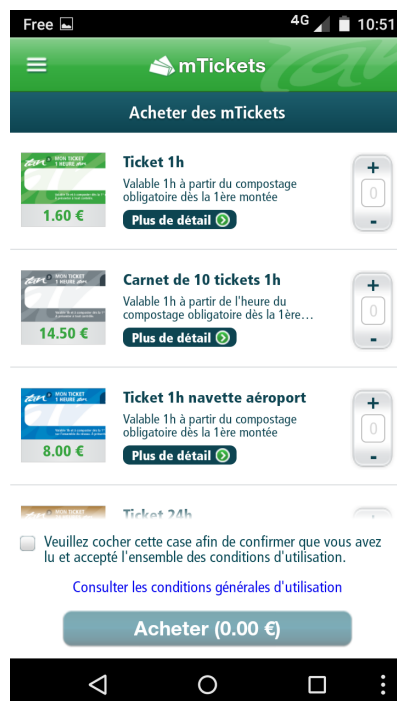 Free
4G
10:51
mTickets
Acheter des mTickets
tan
MON TICKET
1 HEURE
1.60 €
Ticket 1h
Valable 1h à partir du compostage
obligatoire dès la 1ère montée
Plus de détail
+
0
-
tan
MON TICKET
1 HEURE
14.50 €
Carnet de 10 tickets 1h
Valable 1h à partir de l'heure du
compostage obligatoire dès la 1ère...
Plus de détail
+
0
-
tan
MON TICKET
1 HEURE
8.00 €
Ticket 1h navette aéroport
Valable 1h à partir du compostage
obligatoire dès la 1ère montée
Plus de détail
+
0
-
Ticket 24h
Veuillez cocher cette case afin de confirmer que vous avez
lu et accepté l'ensemble des conditions d'utilisation.
Consulter les conditions générales d'utilisation
Acheter (0.00 €)